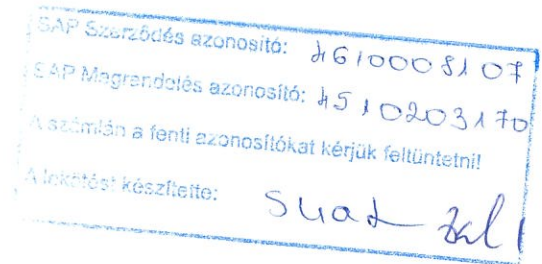 SAP Szerződés azonosító: 4610008107
SAP Megrendelés azonosító: 4510203170
A számlán a fenti azonosítókat kérjük feltüntetni!
A lekötést készítette: